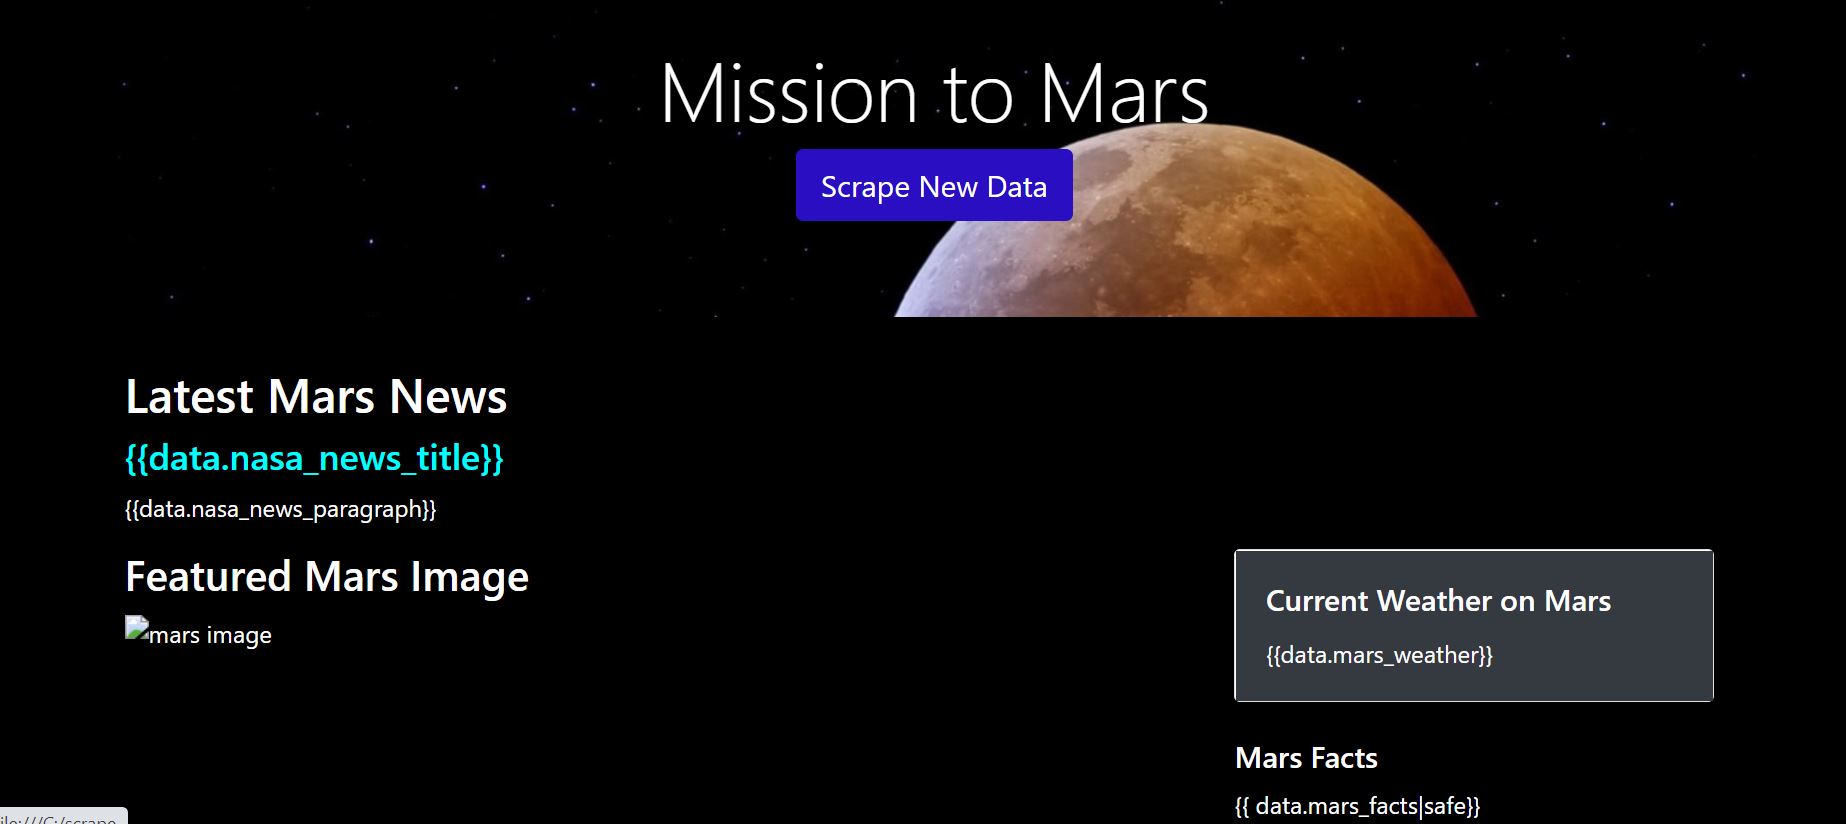 Mission to Mars
Scrape New Data
Latest Mars News
{{data.nasa_news_title}}
{{data.nasa_news_paragraph}}
Featured Mars Image
mars image
Current Weather on Mars
{{data.mars_weather}}
Mars Facts
{{ data.mars_facts|safe}}
ile:///C:/scrape